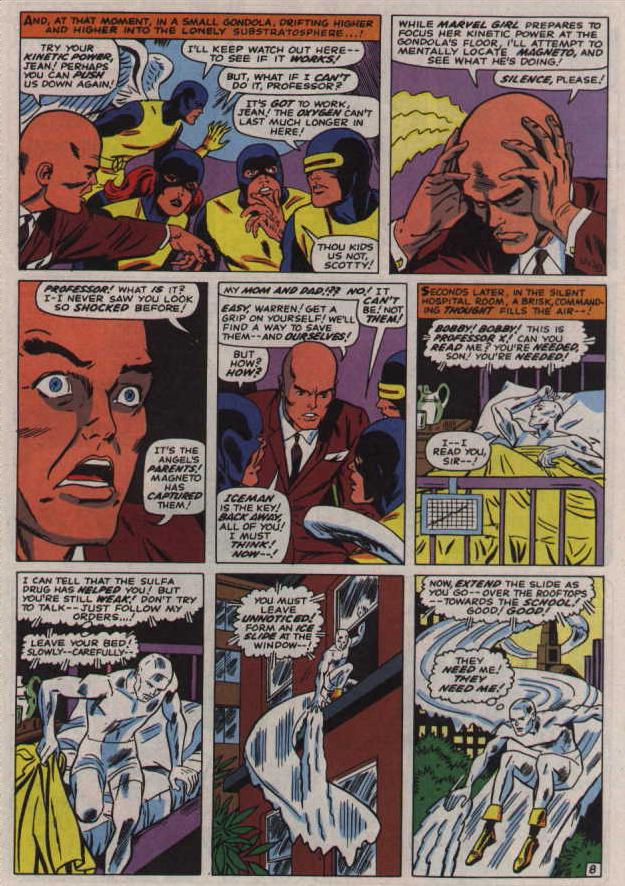 AND, AT THAT MOMENT, IN A SMALL GONDOLA, DRIFTING HIGHER
AND HIGHER INTO THE LONELY SUBSTRATOSPHERE...!
TRY YOUR
KINETIC POWER,
JEAN! PERHAPS
YOU CAN PUSH
US DOWN AGAIN!
I'LL KEEP WATCH OUT HERE--
TO SEE IF IT WORKS!
BUT, WHAT IF I CAN'T
DO IT, PROFESSOR?
IT'S GOT TO WORK,
JEAN! THE OXYGEN CAN'T
LAST MUCH LONGER IN
HERE!
THOU KIDS
US NOT,
SCOTTY!
WHILE MARVEL GIRL PREPARES TO
FOCUS HER KINETIC POWER AT THE
GONDOLA'S FLOOR, I'LL ATTEMPT TO
MENTALLY LOCATE MAGNETO, AND
SEE WHAT HE'S DOING!
SILENCE, PLEASE!
PROFESSOR! WHAT IS IT?
I-I NEVER SAW YOU LOOK
SO SHOCKED BEFORE!
IT'S THE
ANGEL'S
PARENTS!
MAGNETO
HAS
CAPTURED
THEM!
MY MOM AND DAD!?? NO! IT
CAN'T
BE! NOT
THEM!
EASY, WARREN! GET A
GRIP ON YOURSELF! WE'LL
FIND A WAY TO SAVE
THEM--AND OURSELVES!
BUT
HOW?
HOW?
ICEMAN
IS THE KEY!
BACK AWAY,
ALL OF YOU!
I MUST
THINK!
NOW--!
SECONDS LATER, IN THE SILENT
HOSPITAL ROOM, A BRISK, COMMAND-
ING THOUGHT FILLS THE AIR--!
BOBBY! BOBBY! THIS IS
PROFESSOR X! CAN YOU
READ ME? YOU'RE NEEDED,
SON! YOU'RE NEEDED!
I--I
READ YOU,
SIR--!
I CAN TELL THAT THE SULFA
DRUG HAS HELPED YOU! BUT
YOU'RE STILL WEAK! DON'T TRY
TO TALK--JUST FOLLOW MY
ORDERS...!
LEAVE YOUR BED!
SLOWLY--CAREFULLY--
YOU MUST
LEAVE
UNNOTICED!
FORM AN ICE
SLIDE AT THE
WINDOW--!
NOW, EXTEND THE SLIDE AS
YOU GO--OVER THE ROOFTOPS
--TOWARDS THE SCHOOL!
GOOD! GOOD!
THEY
NEED ME!
THEY
NEED ME!
8